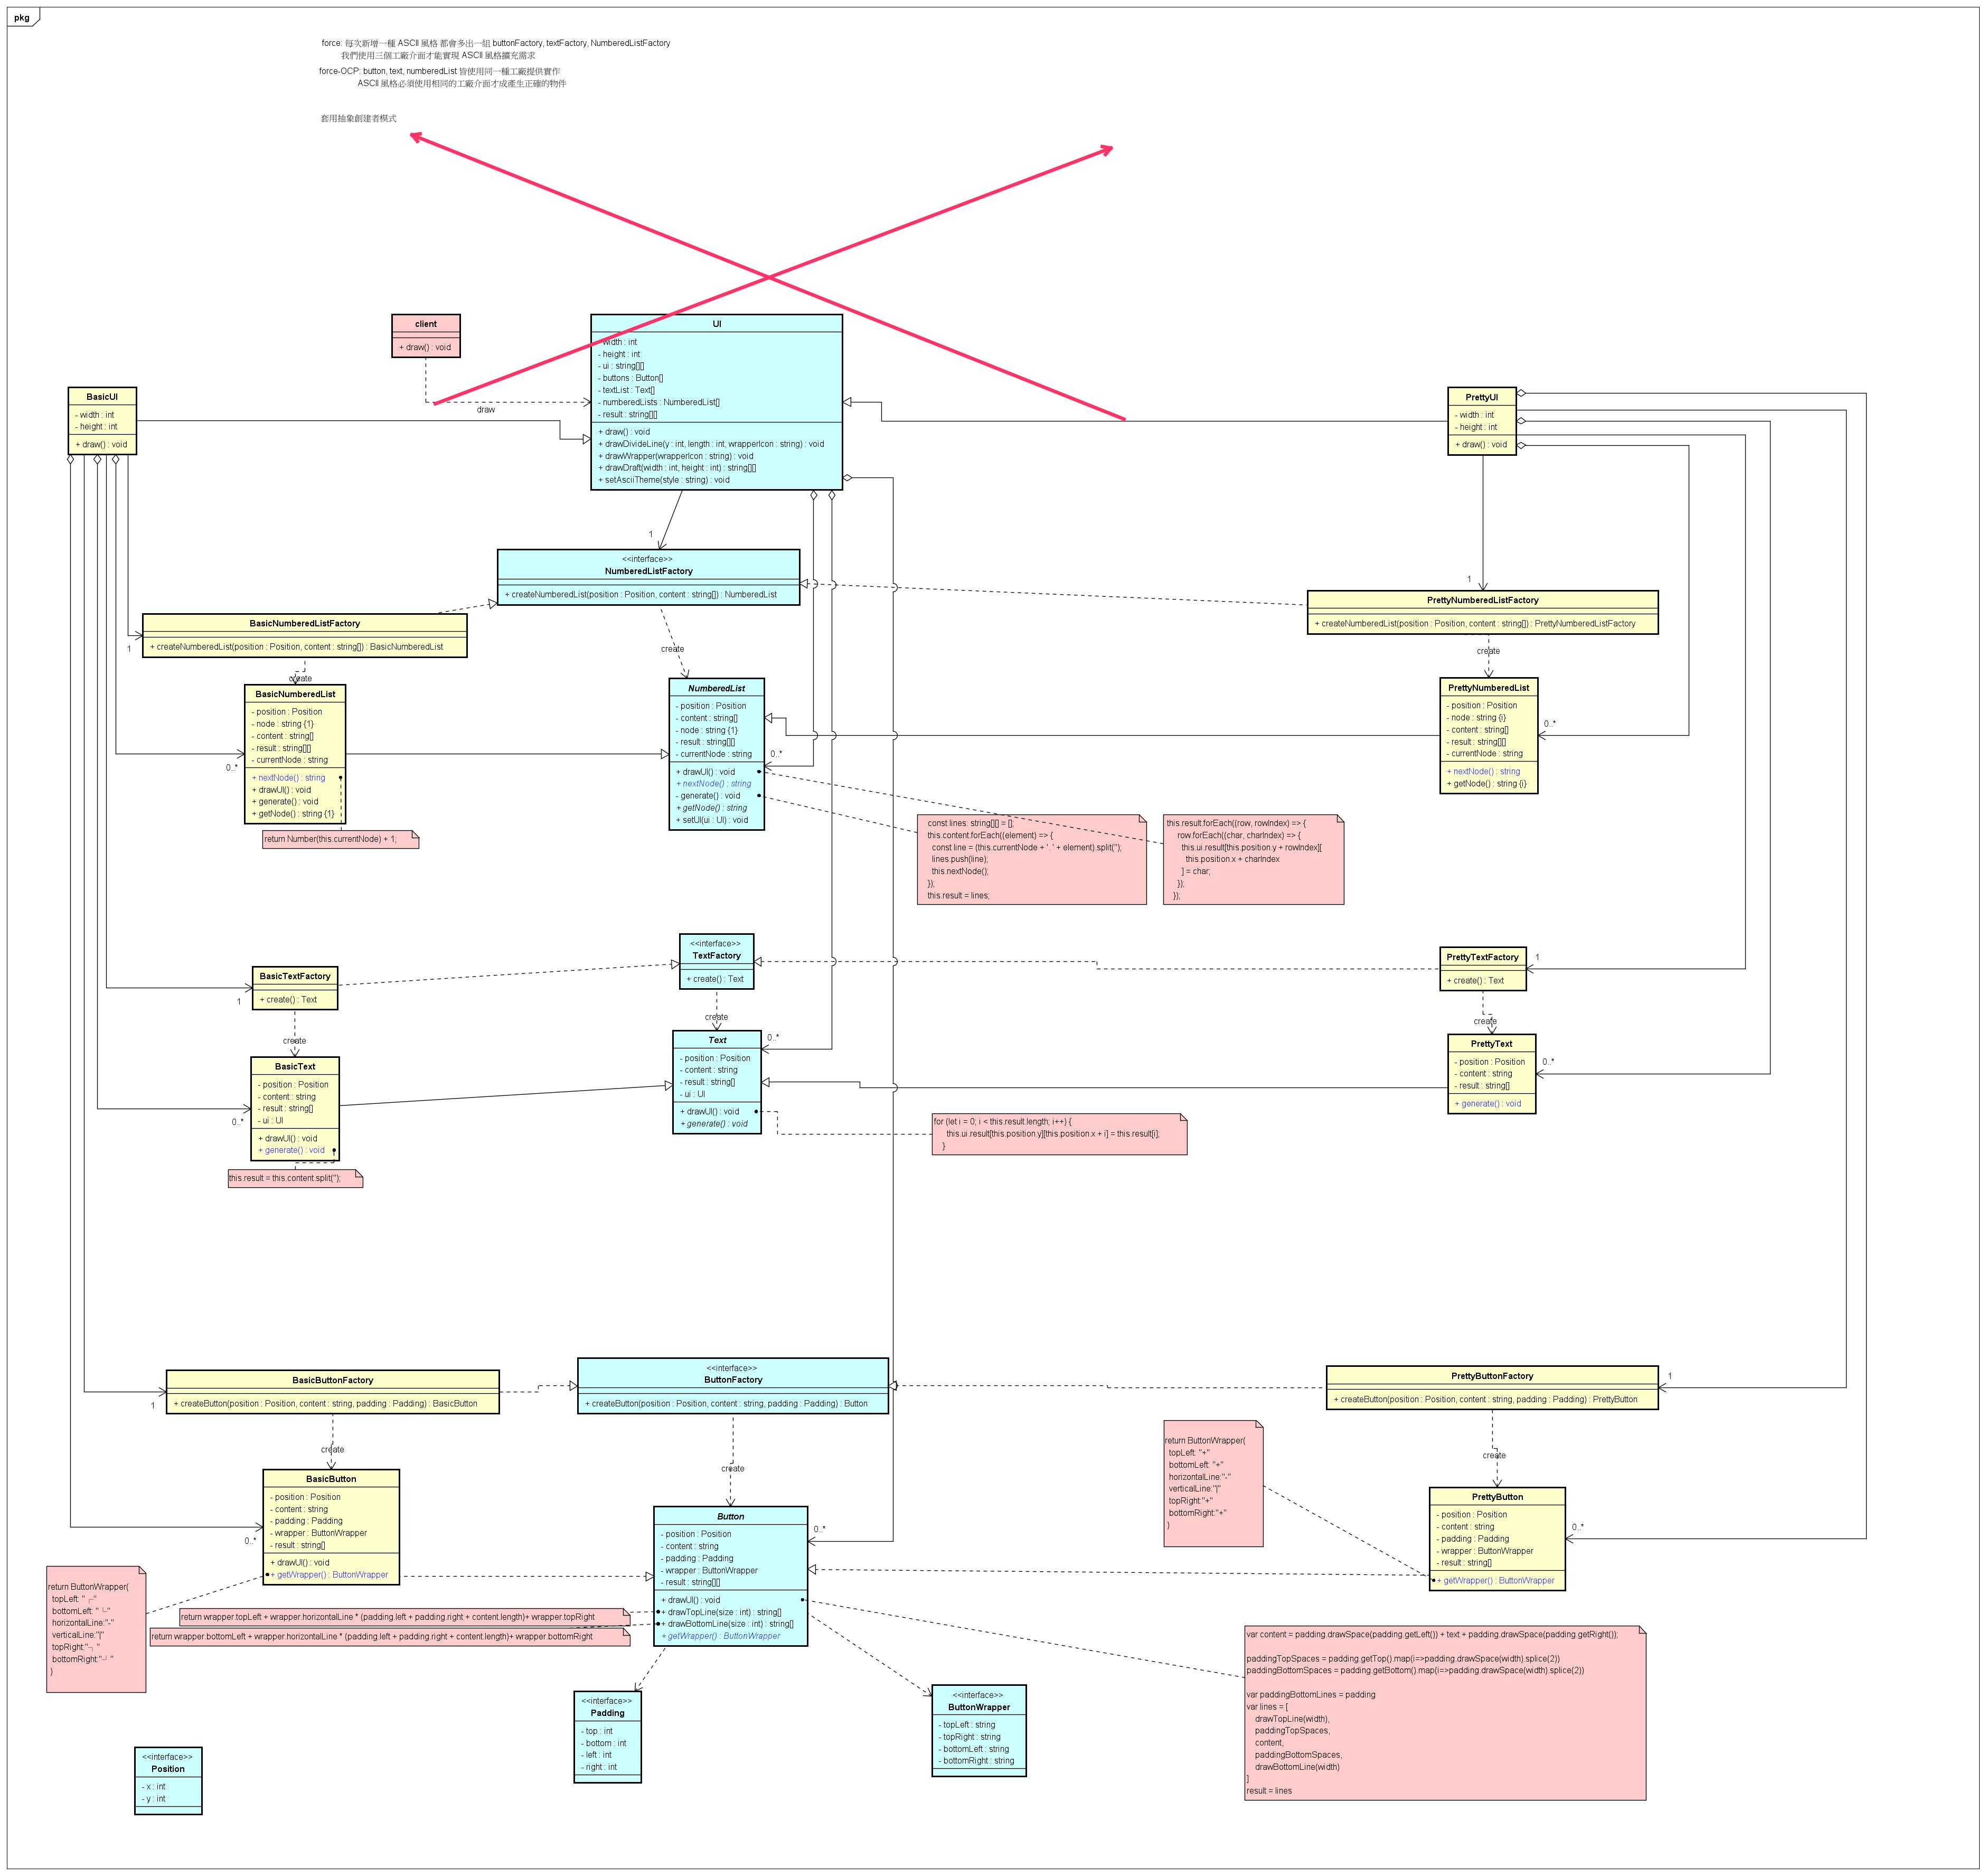 pkg
force: 每次新增一種 ASCII 風格 都會多出一組 buttonFactory, textFactory, NumberedListFactory
我們使用三個工廠介面才能實現 ASCII 風格擴充需求
force-OCP: button, text, numberedList 皆使用同一種工廠提供實作
ASCII 風格必須使用相同的工廠介面才成產生正確的物件
套用抽象創建者模式
client
+ draw() : void
draw
UI
- width : int
- height : int
- ui : string[][]
- buttons : Button[]
- textList : Text[]
- numberedLists : NumberedList[]
- result : string[][]
+ draw() : void
+ drawDivideLine(y : int, length : int, wrapperIcon : string) : void
+ drawWrapper(wrapperIcon : string) : void
+ drawDraft(width : int, height : int) : string[][]
+ setAsciiTheme(style : string) : void
BasicUI
- width : int
- height : int
+ draw() : void
PrettyUI
- width : int
- height : int
+ draw() : void
1
<<interface>>
NumberedListFactory
+ createNumberedList(position : Position, content : string[]) : NumberedList
1
PrettyNumberedListFactory
+ createNumberedList(position : Position, content : string[]) : PrettyNumberedListFactory
BasicNumberedListFactory
+ createNumberedList(position : Position, content : string[]) : BasicNumberedList
1
create
create
create
BasicNumberedList
- position : Position
- node : string {1}
- content : string[]
- result : string[][]
- currentNode : string
+ nextNode() : string
+ drawUI() : void
+ generate() : void
+ getNode() : string {1}
0..*
return Number(this.currentNode) + 1;
NumberedList
- position : Position
- content : string[]
- node : string {1}
- result : string[][]
- currentNode : string
+ drawUI() : void
+ nextNode() : string
- generate() : void
+ getNode() : string
+ setUI(ui : UI) : void
0..*
PrettyNumberedList
- position : Position
- node : string {i}
- content : string[]
- result : string[][]
- currentNode : string
+ nextNode() : string
+ getNode() : string {i}
0..*
const lines: string[][] = [];
this.content.forEach((element) => {
const line = (this.currentNode + '. ' + element).split('');
lines.push(line);
this.nextNode();
});
this.result = lines;
this.result.forEach((row, rowIndex) => {
row.forEach((char, charIndex) => {
this.ui.result[this.position.y + rowIndex][
this.position.x + charIndex
] = char;
});
});
<<interface>>
TextFactory
+ create() : Text
BasicTextFactory
+ create() : Text
1
PrettyTextFactory
+ create() : Text
1
create
create
create
BasicText
- position : Position
- content : string
- result : string[]
- ui : UI
+ drawUI() : void
+ generate() : void
0..*
this.result = this.content.split('');
Text
- position : Position
- content : string
- result : string[]
- ui : UI
+ drawUI() : void
+ generate() : void
0..*
PrettyText
- position : Position
- content : string
- result : string[]
+ generate() : void
0..*
for (let i = 0; i < this.result.length; i++) {
this.ui.result[this.position.y][this.position.x + i] = this.result[i];
}
BasicButtonFactory
+ createButton(position : Position, content : string, padding : Padding) : BasicButton
1
<<interface>>
ButtonFactory
+ createButton(position : Position, content : string, padding : Padding) : Button
PrettyButtonFactory
+ createButton(position : Position, content : string, padding : Padding) : PrettyButton
1
create
create
create
BasicButton
- position : Position
- content : string
- padding : Padding
- wrapper : ButtonWrapper
- result : string[]
+ drawUI() : void
+ getWrapper() : ButtonWrapper
0..*
return ButtonWrapper(
topLeft: "┌"
bottomLeft: "└"
horizontalLine:"-"
verticalLine:"|"
topRight:"┐"
bottomRight:"┘"
)
return wrapper.topLeft + wrapper.horizontalLine * (padding.left + padding.right + content.length)+ wrapper.topRight
return wrapper.bottomLeft + wrapper.horizontalLine * (padding.left + padding.right + content.length)+ wrapper.bottomRight
Button
- position : Position
- content : string
- padding : Padding
- wrapper : ButtonWrapper
- result : string[][]
+ drawUI() : void
+ drawTopLine(size : int) : string[]
+ drawBottomLine(size : int) : string[]
+ getWrapper() : ButtonWrapper
0..*
return ButtonWrapper(
topLeft: "+"
bottomLeft: "+"
horizontalLine:"-"
verticalLine:"|"
topRight:"+"
bottomRight:"+"
)
PrettyButton
- position : Position
- content : string
- padding : Padding
- wrapper : ButtonWrapper
- result : string[]
+ getWrapper() : ButtonWrapper
0..*
var content = padding.drawSpace(padding.getLeft()) + text + padding.drawSpace(padding.getRight());
paddingTopSpaces = padding.getTop().map(i=>padding.drawSpace(width).splice(2))
paddingBottomSpaces = padding.getBottom().map(i=>padding.drawSpace(width).splice(2))
var paddingBottomLines = padding
var lines = [
drawTopLine(width),
paddingTopSpaces,
content,
paddingBottomSpaces,
drawBottomLine(width)
]
result = lines
<<interface>>
Padding
- top : int
- bottom : int
- left : int
- right : int
<<interface>>
ButtonWrapper
- topLeft : string
- topRight : string
- bottomLeft : string
- bottomRight : string
<<interface>>
Position
- x : int
- y : int